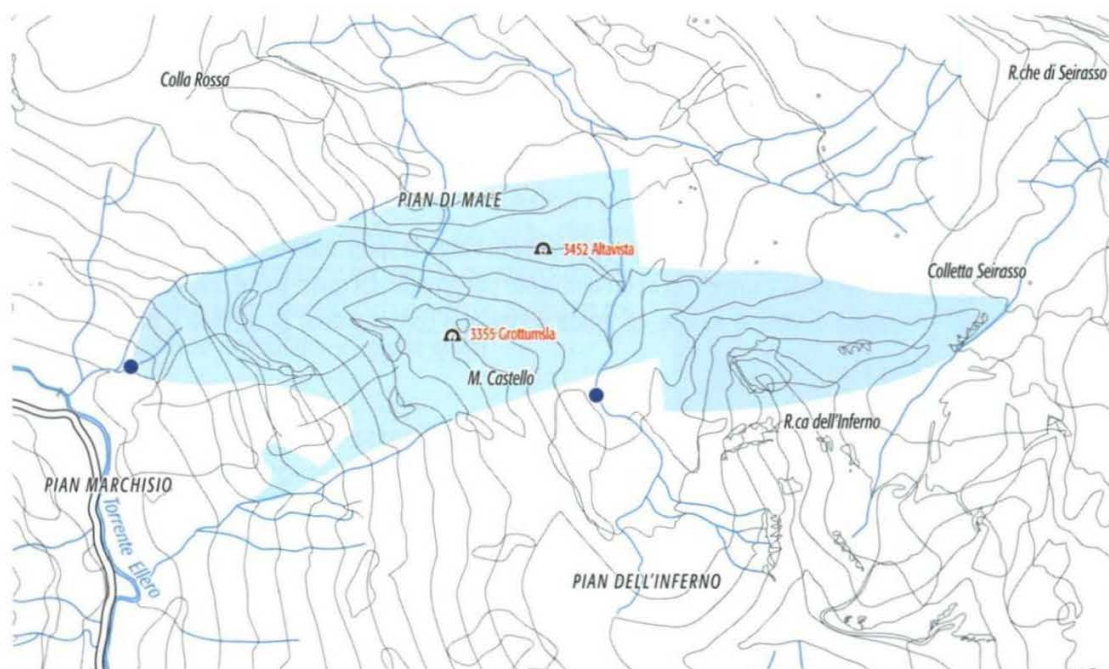 Colla Rossa
R.che di Seirasso
PIAN DI MALE
3452 Altavista
Colletta Seirasso
3355 Grottumsla
M. Castello
R.ca dell'Inferno
PIAN MARCHISIO
Torrente Ellero
PIAN DELL'INFERNO